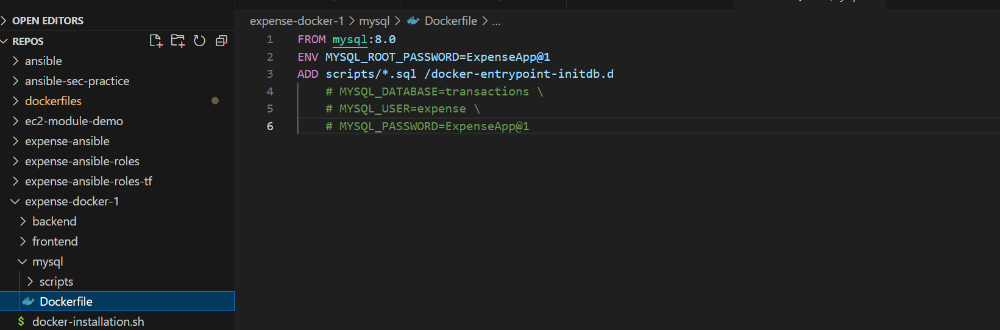 OPEN EDITORS
REPOS
ansible
ansible-sec-practice
dockerfiles
ec2-module-demo
expense-ansible
expense-ansible-roles
expense-ansible-roles-tf
expense-docker-1
backend
frontend
mysql
scripts
Dockerfile
$ docker-installation.sh
expense-docker-1 > mysql > Dockerfile > ...
1 FROM mysql:8.0
2 ENV MYSQL_ROOT_PASSWORD=ExpenseApp@1
3 ADD scripts/*.sql /docker-entrypoint-initdb.d
4 # MYSQL_DATABASE=transactions \
5 # MYSQL_USER=expense \
6 # MYSQL_PASSWORD=ExpenseApp@1